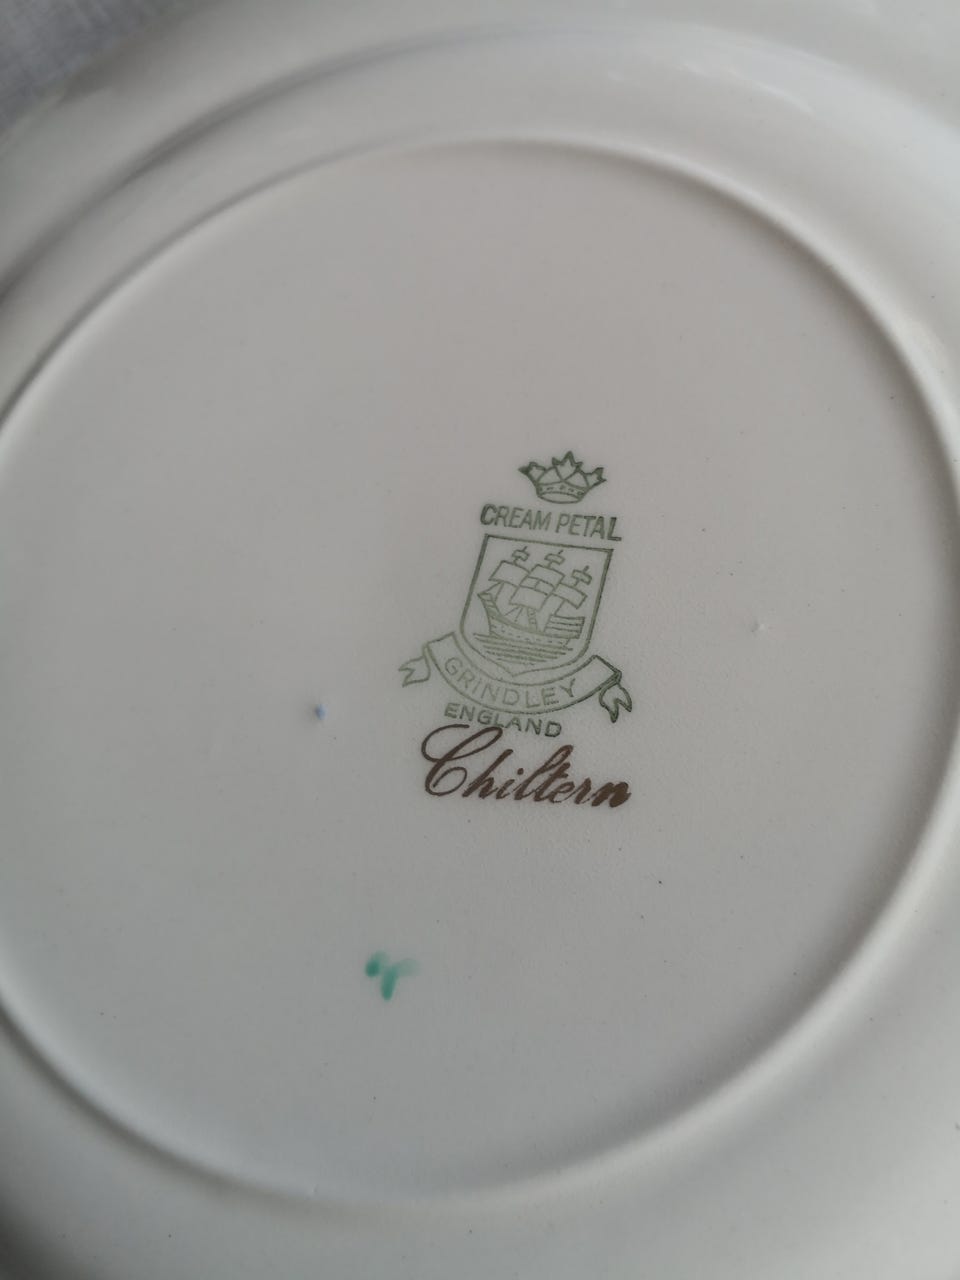 CREAM PETAL
GRINDLEY
ENGLAND
Chiltern